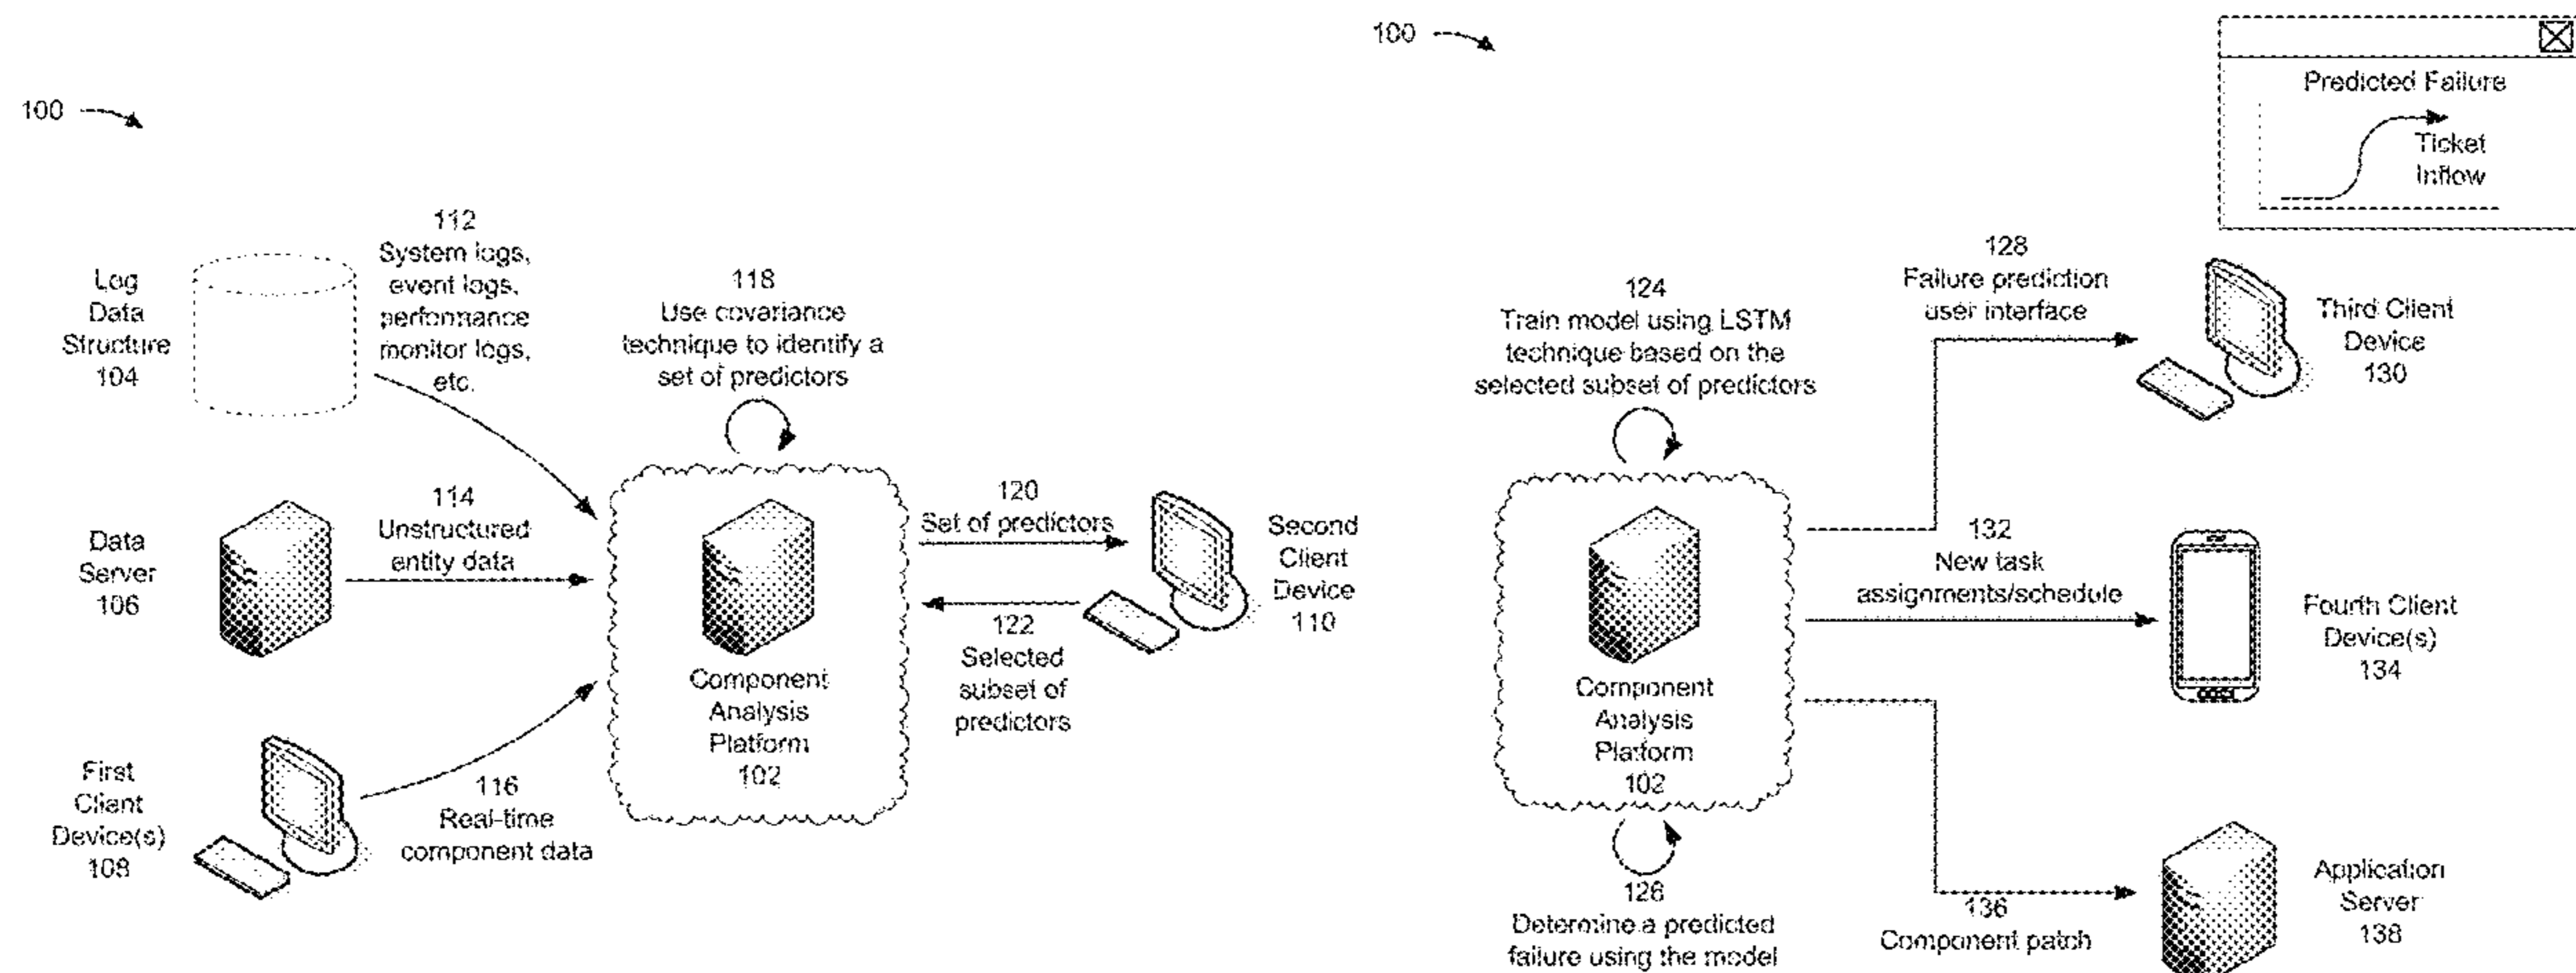 100
Log
Data
Structure
104
112
System logs,
event logs,
performance
monitor logs,
etc.
118
Use covariance
technique to identify a
set of predictors
Data
Server
106
114
Unstructured
entity data
First
Client
Device(s)
108
116
Real-time
component data
Component
Analysis
Platform
102
120
Set of predictors
122
Selected
subset of
predictors
Second
Client
Device
110
100
Predicted Failure
Ticket
Inflow
124
Train model using LSTM
technique based on the
selected subset of predictors
Component
Analysis
Platform
102
126
Determine a predicted
failure using the model
128
Failure prediction
user interface
Third Client
Device
130
132
New task
assignments/schedule
Fourth Client
Device(s)
134
136
Component patch
Application
Server
138